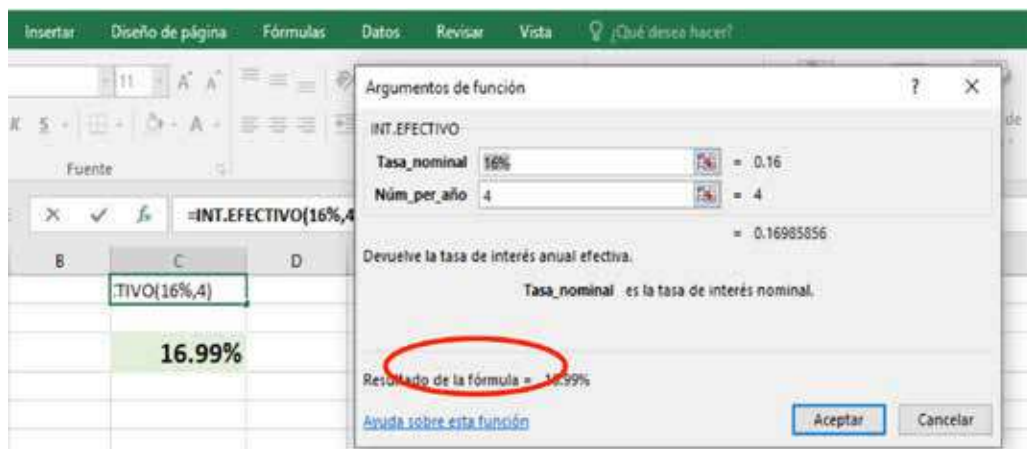 Insertar Diseño de página Fórmulas Datos Revisar Vista ¿Qué desea hacer?
11 A A
K S A
Fuente
de
=INT.EFECTIVO(16%,4
B C D
TIVO(16%,4)
16.99%
Argumentos de función ? X
INT.EFECTIVO
Tasa_nominal 16% = 0.16
Núm_per_año 4 = 4
= 0.16985856
Devuelve la tasa de interés anual efectiva.
Tasa_nominal es la tasa de interés nominal.
Resultado de la fórmula = 16.99%
Ayuda sobre esta función Aceptar Cancelar